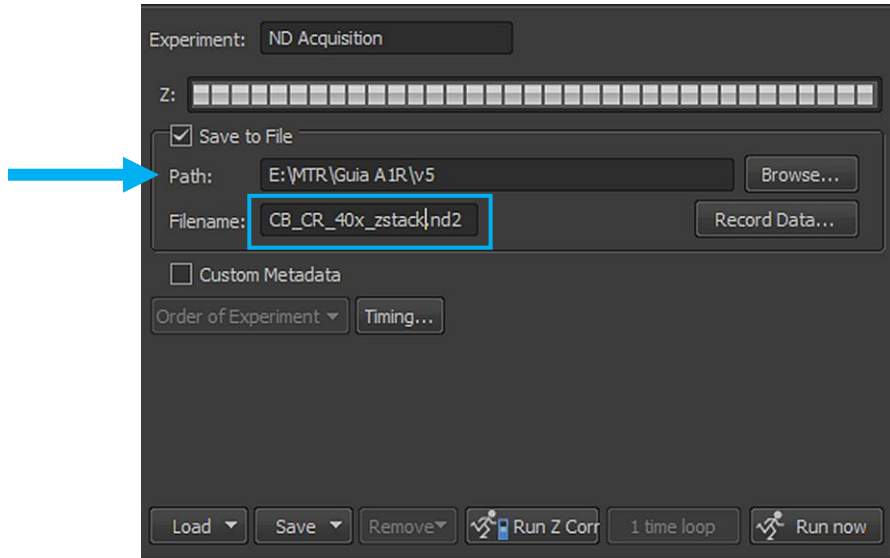 Experiment: ND Acquisition
Z:
Save to File
Path: E:\MTR\Guia A1R\v5 Browse...
Filename: CB_CR_40x_zstack.nd2 Record Data...
Custom Metadata
Order of Experiment Timing...
Load Save Remove Run Z Corr 1 time loop Run now